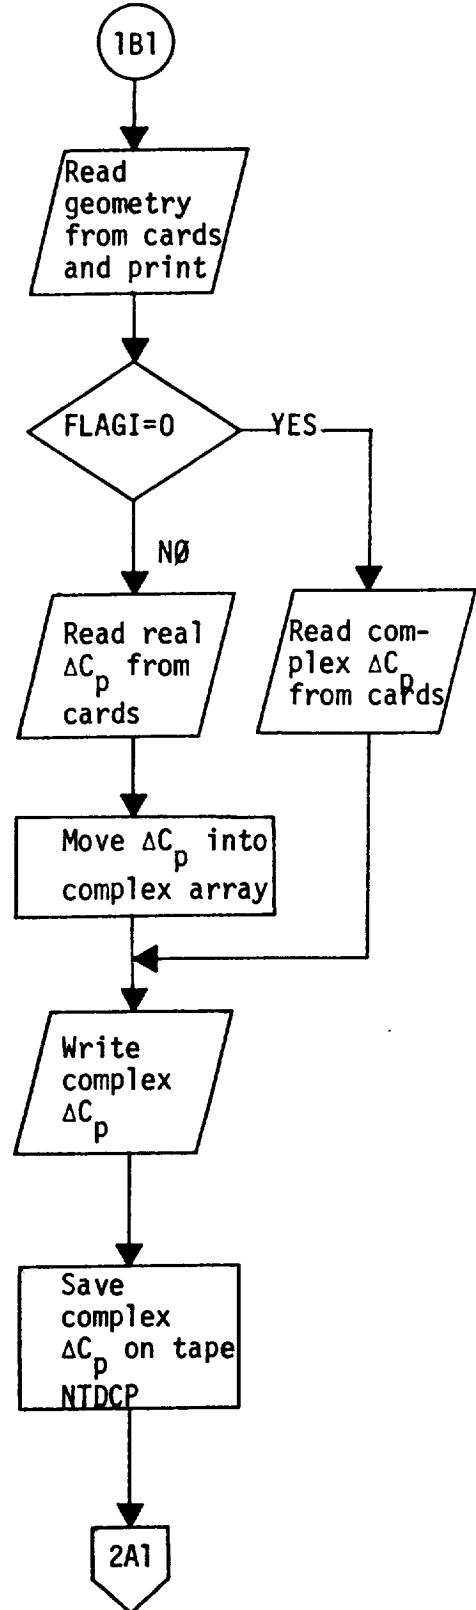 1B1
Read
geometry
from cards
and print
FLAGI=0
YES
NØ
Read real
ΔCp from
cards
Read com-
plex ΔCp
from cards
Move ΔCp into
complex array
Write
complex
ΔCp
Save
complex
ΔCp on tape
NTDCP
2A1